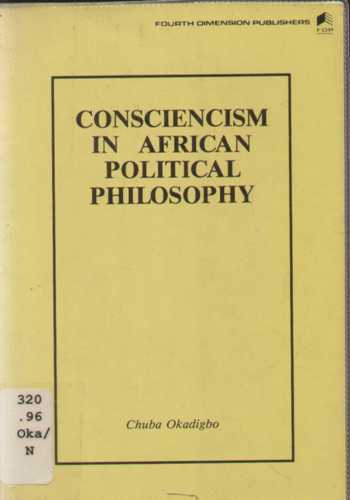 FOURTH DIMENSION PUBLISHERS
FDP
CONSCIENCISM
IN AFRICAN
POLITICAL
PHILOSOPHY
320
.96
Oka/
N
Chuba Okadigbo